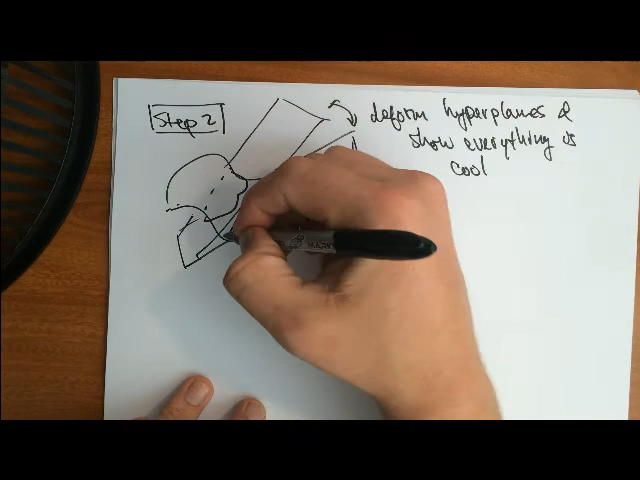 Step 2
deform hyperplanes &
show everything is
cool